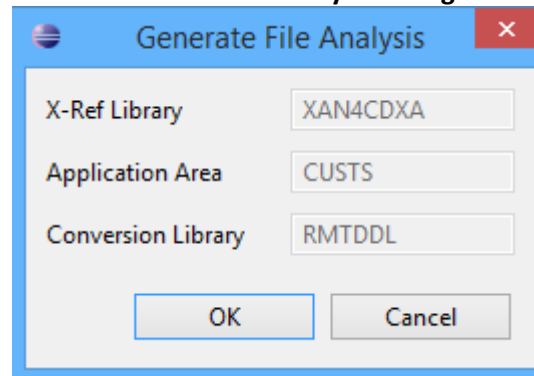 Generate File Analysis
X-Ref Library XAN4CDXA
Application Area CUSTS
Conversion Library RMTDDL
OK Cancel